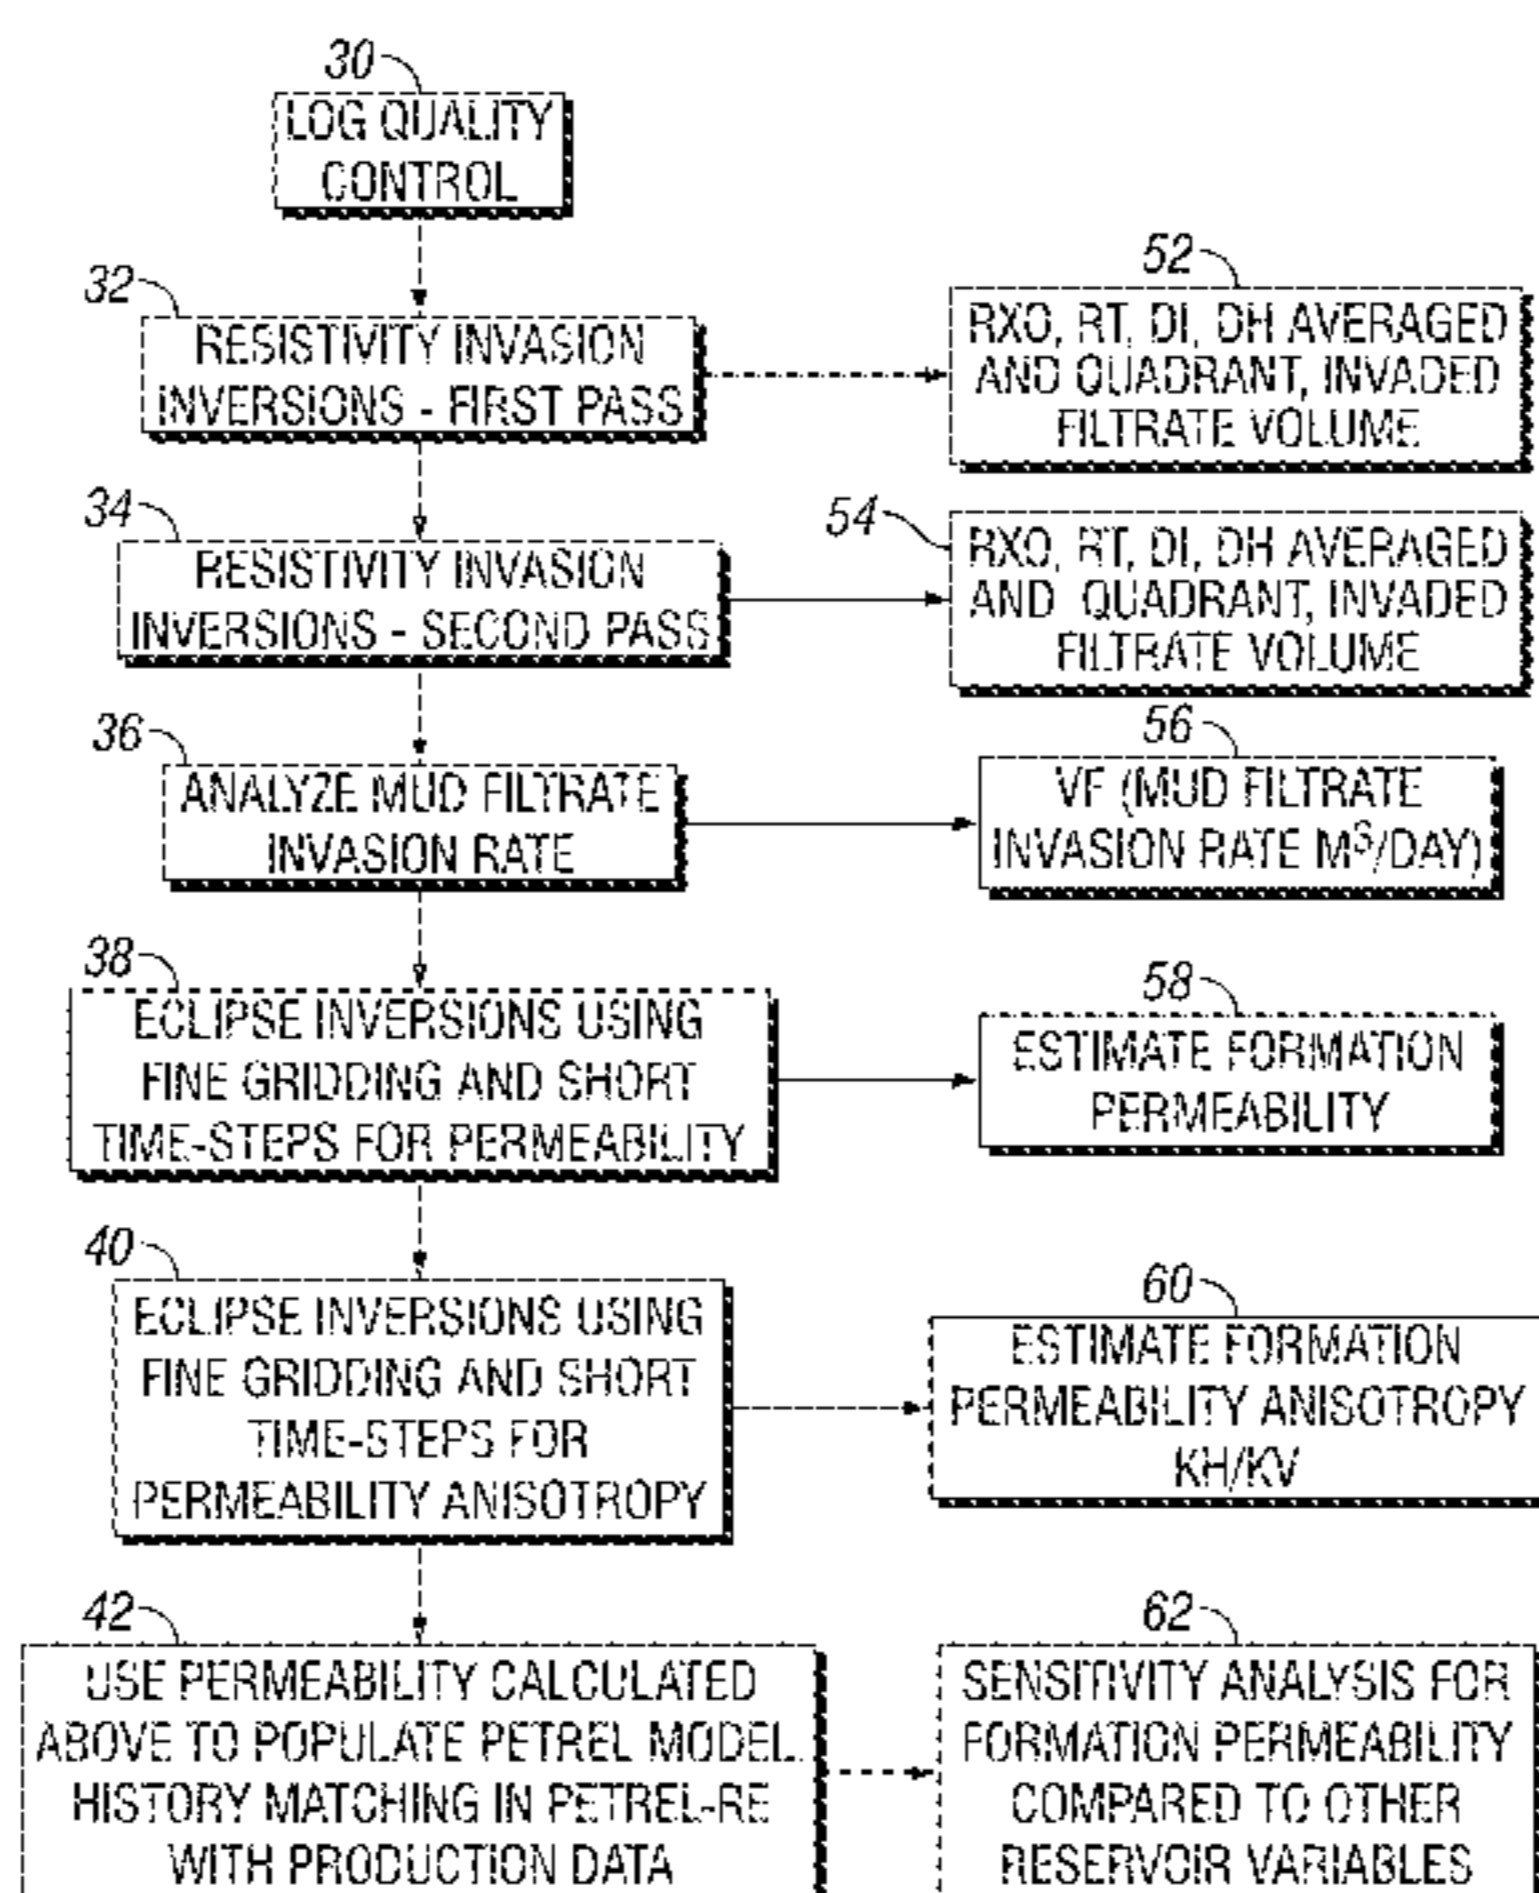 30
LOG QUALITY
CONTROL
32
RESISTIVITY INVASION
INVERSIONS - FIRST PASS
52
RXO, RT, DI, DH AVERAGED
AND QUADRANT, INVADED
FILTRATE VOLUME
34
RESISTIVITY INVASION
INVERSIONS - SECOND PASS
54
RXO, RT, DI, DH AVERAGED
AND QUADRANT, INVADED
FILTRATE VOLUME
36
ANALYZE MUD FILTRATE
INVASION RATE
56
VF (MUD FILTRATE
INVASION RATE M³/DAY)
38
ECLIPSE INVERSIONS USING
FINE GRIDDING AND SHORT
TIME-STEPS FOR PERMEABILITY
58
ESTIMATE FORMATION
PERMEABILITY
40
ECLIPSE INVERSIONS USING
FINE GRIDDING AND SHORT
TIME-STEPS FOR
PERMEABILITY ANISOTROPY
60
ESTIMATE FORMATION
PERMEABILITY ANISOTROPY
KH/KV
42
USE PERMEABILITY CALCULATED
ABOVE TO POPULATE PETREL MODEL.
HISTORY MATCHING IN PETREL-RE
WITH PRODUCTION DATA
62
SENSITIVITY ANALYSIS FOR
FORMATION PERMEABILITY
COMPARED TO OTHER
RESERVOIR VARIABLES